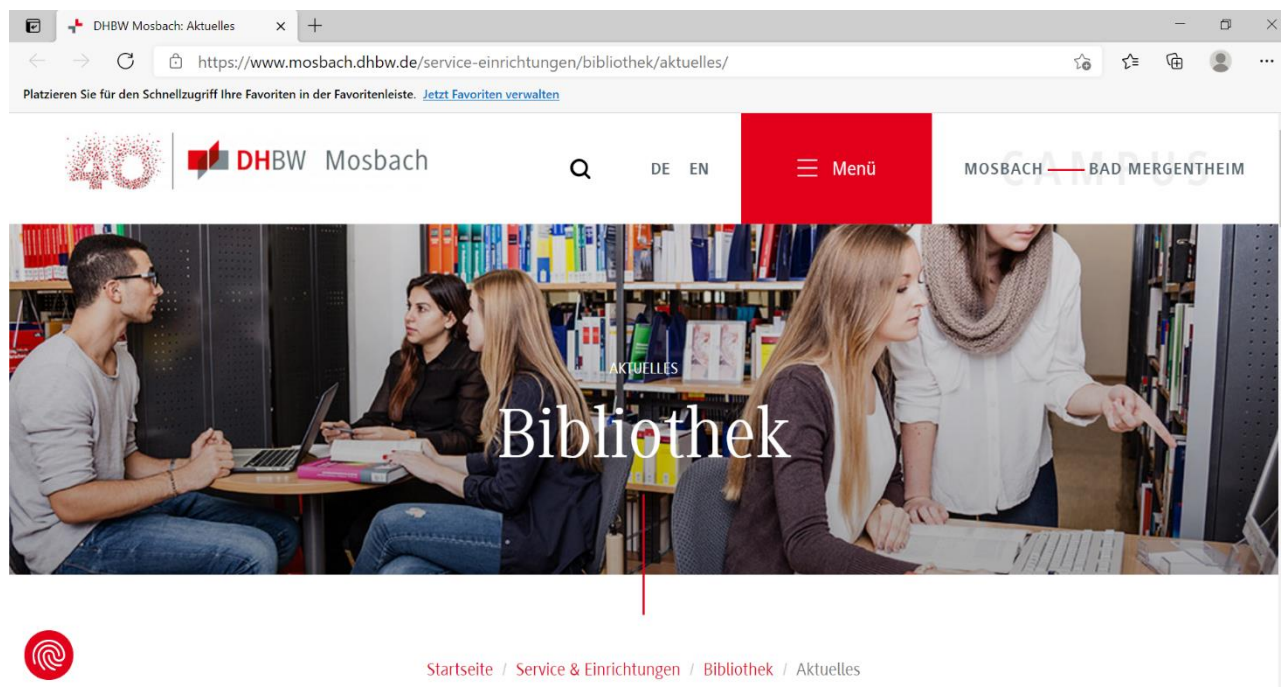 DHBW Mosbach: Aktuelles
https://www.mosbach.dhbw.de/service-einrichtungen/bibliothek/aktuelles/
Platzieren Sie für den Schnellzugriff Ihre Favoriten in der Favoritenleiste. Jetzt Favoriten verwalten
40 DHBW Mosbach DE EN Menü CAMPUS MOSBACH BAD MERGENTHEIM
AKTUELLES
Bibliothek
Startseite / Service & Einrichtungen / Bibliothek / Aktuelles